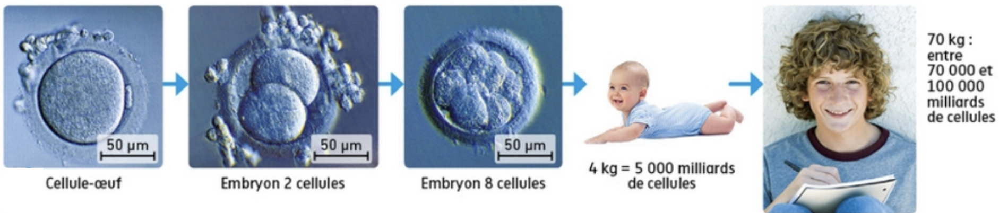 50 µm
Cellule-œuf
50 µm
Embryon 2 cellules
50 µm
Embryon 8 cellules
4 kg = 5 000 milliards
de cellules
70 kg :
entre
70 000 et
100 000
milliards
de cellules